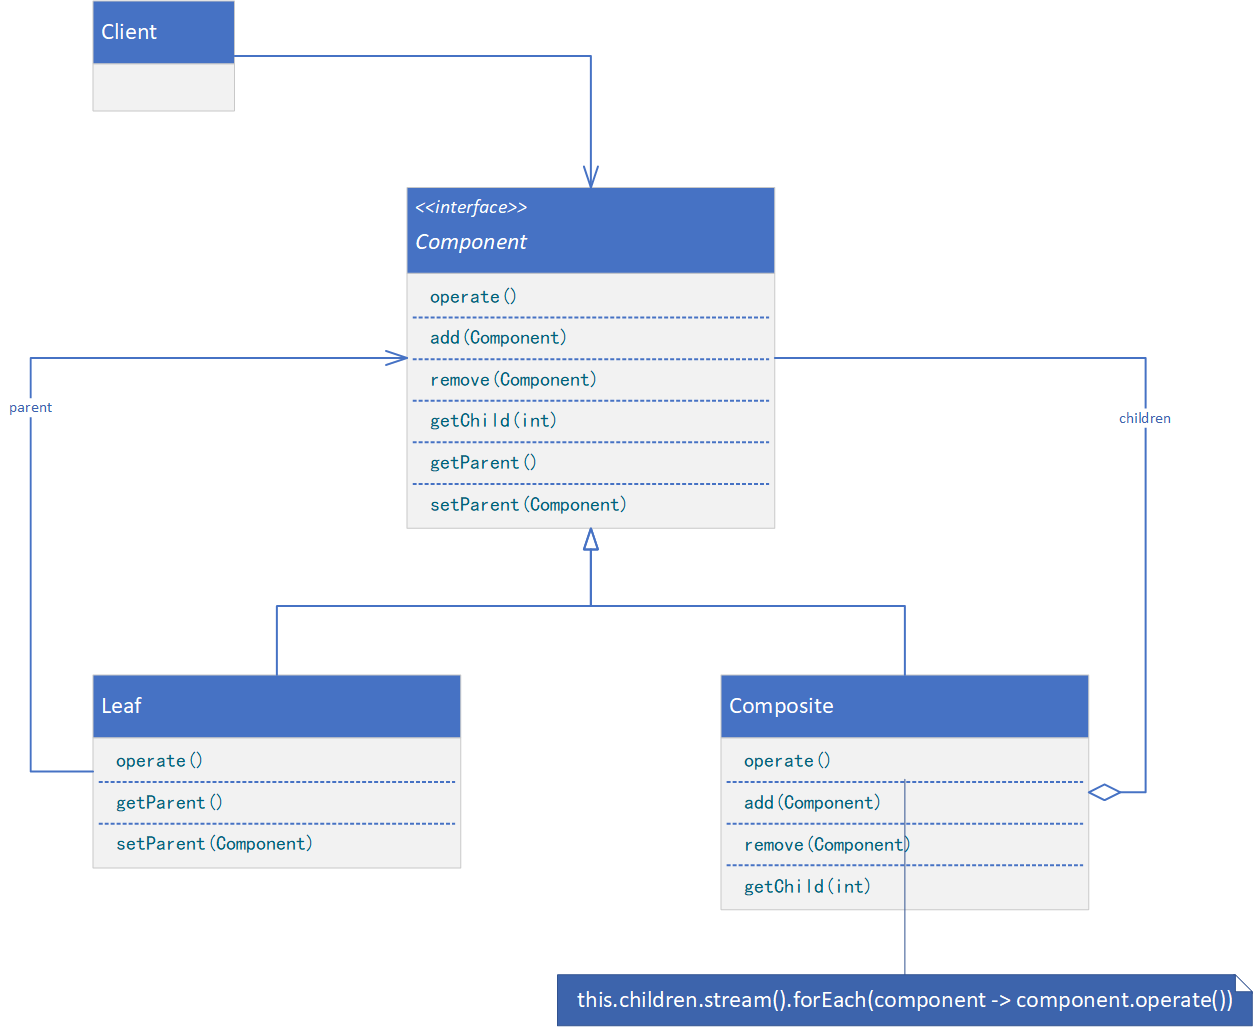 Client
<<interface>>
Component
operate()
add(Component)
remove(Component)
getChild(int)
getParent()
setParent(Component)
parent
children
Leaf
operate()
getParent()
setParent(Component)
Composite
operate()
add(Component)
remove(Component)
getChild(int)
this.children.stream().forEach(component -> component.operate())